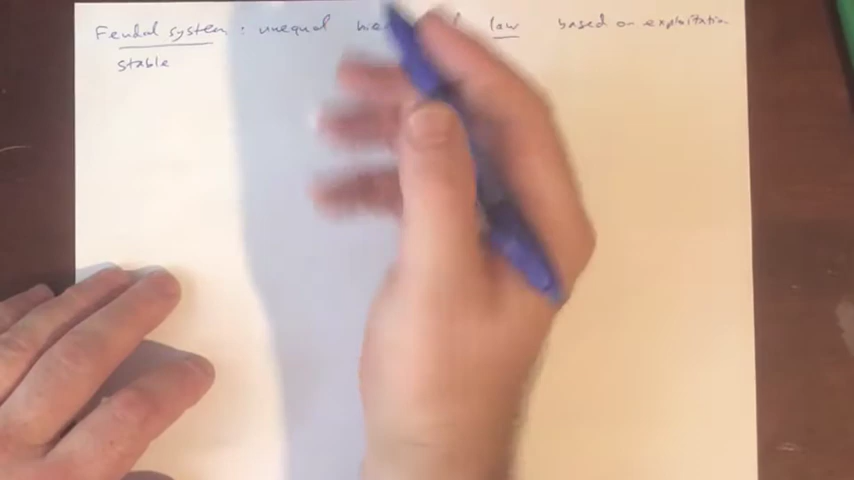 Feudal system : unequal law based on exploitation
stable